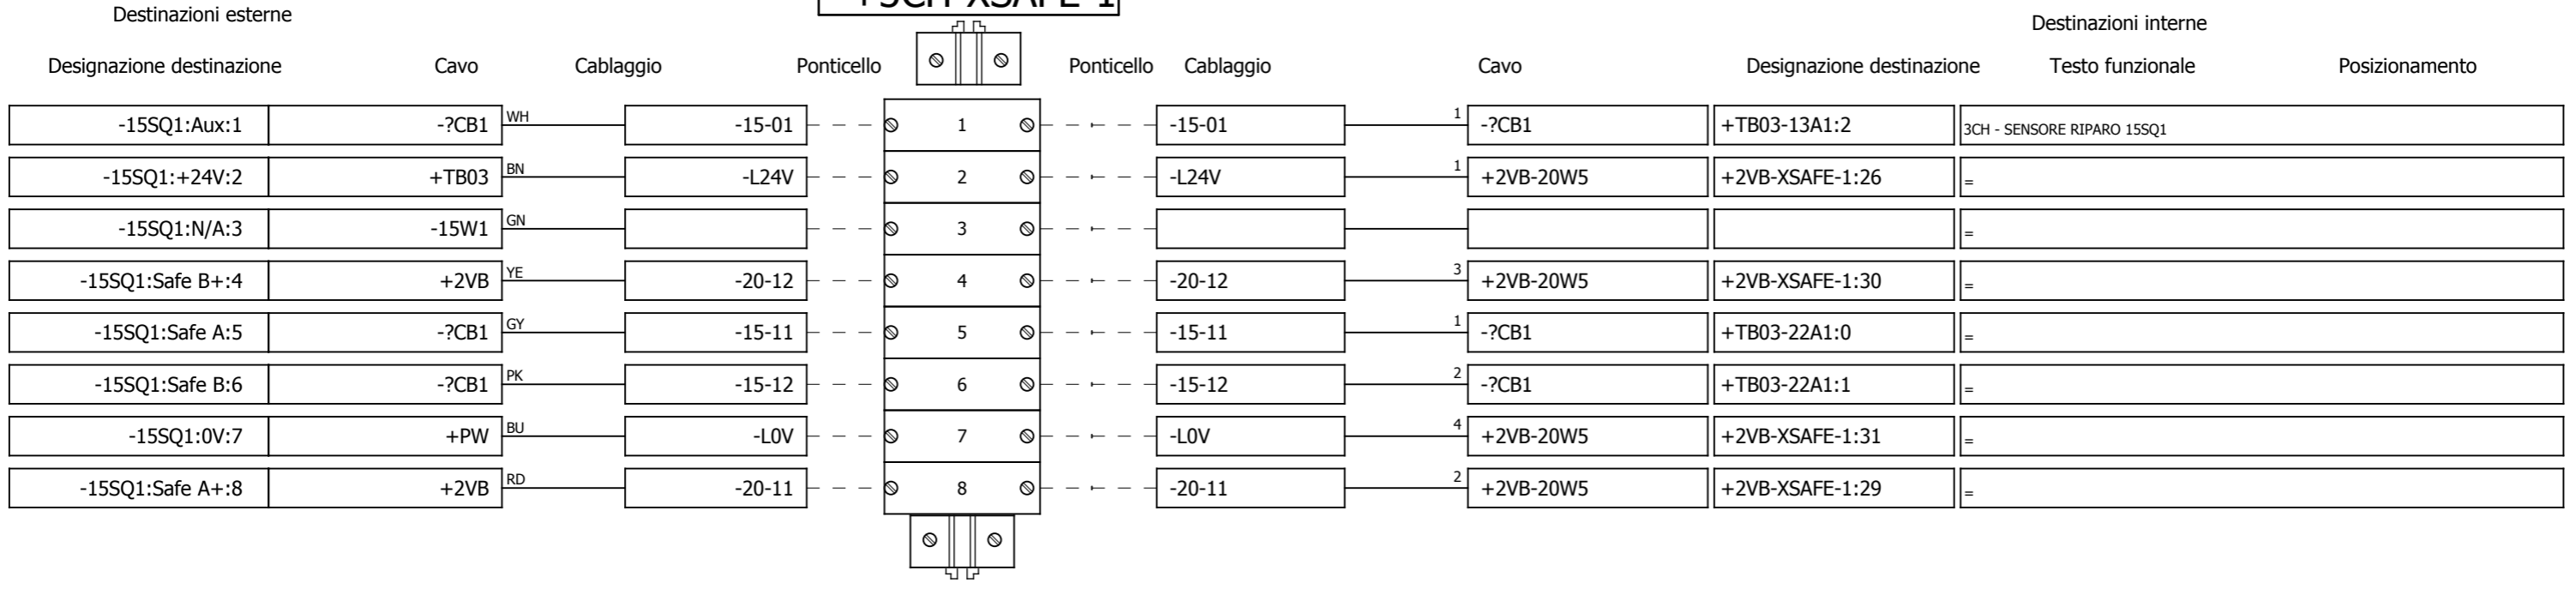 +3CH-XSAFE-1
Destinazioni esterne
Destinazioni interne
Designazione destinazione Cavo Cablaggio Ponticello Ponticello Cablaggio Cavo Designazione destinazione Testo funzionale Posizionamento
-15SQ1:Aux:1 -?CB1 WH -15-01 1 -15-01 1 -?CB1 +TB03-13A1:2 3CH - SENSORE RIPARO 15SQ1
-15SQ1:+24V:2 +TB03 BN -L24V 2 -L24V 1 +2VB-20W5 +2VB-XSAFE-1:26 =
-15SQ1:N/A:3 -15W1 GN 3 =
-15SQ1:Safe B+:4 +2VB YE -20-12 4 -20-12 3 +2VB-20W5 +2VB-XSAFE-1:30 =
-15SQ1:Safe A:5 -?CB1 GY -15-11 5 -15-11 1 -?CB1 +TB03-22A1:0 =
-15SQ1:Safe B:6 -?CB1 PK -15-12 6 -15-12 2 -?CB1 +TB03-22A1:1 =
-15SQ1:0V:7 +PW BU -L0V 7 -L0V 4 +2VB-20W5 +2VB-XSAFE-1:31 =
-15SQ1:Safe A+:8 +2VB RD -20-11 8 -20-11 2 +2VB-20W5 +2VB-XSAFE-1:29 =